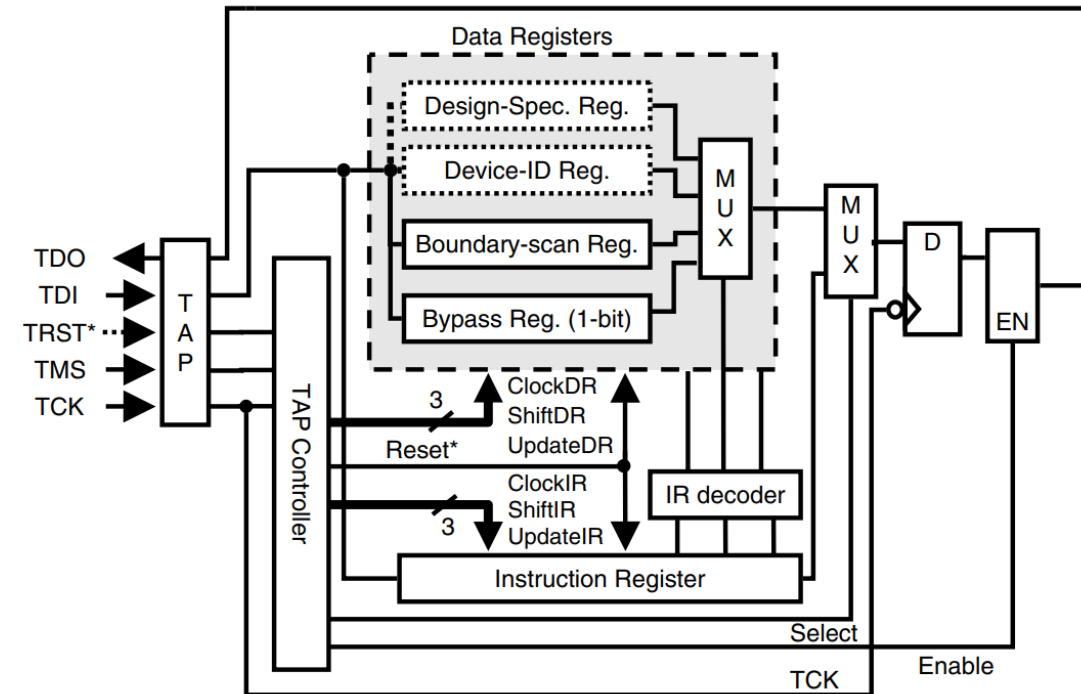 Data Registers
Design-Spec. Reg.
Device-ID Reg.
Boundary-scan Reg.
Bypass Reg. (1-bit)
M
U
X
M
U
X
D
EN
TDO
TDI
TRST*
TMS
TCK
T
A
P
TAP Controller
3
ClockDR
ShiftDR
UpdateDR
Reset*
ClockIR
ShiftIR
UpdateIR
3
IR decoder
Instruction Register
Select
Enable
TCK